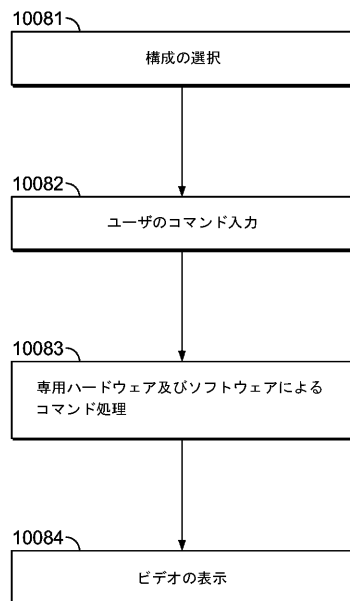 10081
構成の選択
10082
ユーザのコマンド入力
10083
専用ハードウェア及びソフトウェアによる
コマンド処理
10084
ビデオの表示